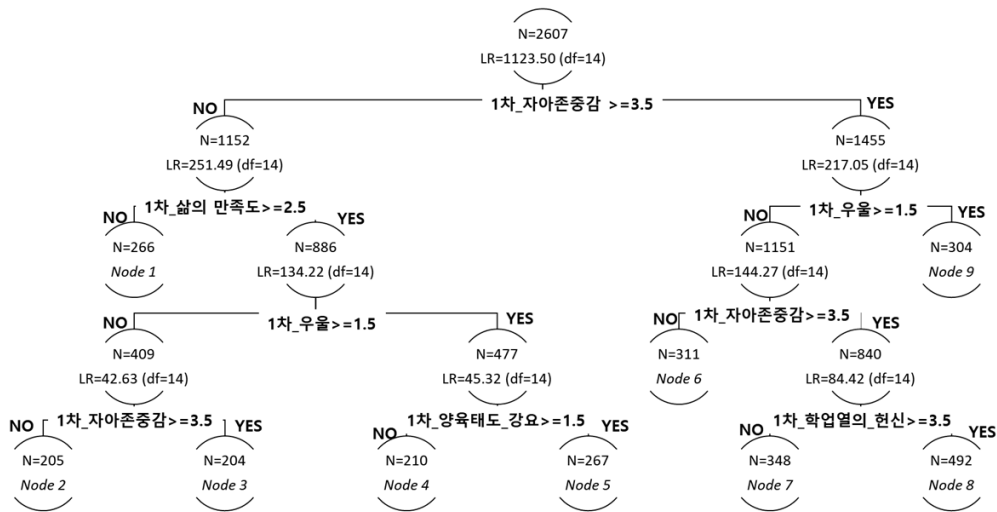 N=2607
LR=1123.50 (df=14)
1차_자아존중감 >=3.5
NO
YES
N=1152
LR=251.49 (df=14)
N=1455
LR=217.05 (df=14)
1차_삶의 만족도>=2.5
NO
YES
1차_우울>=1.5
NO
YES
N=266
Node 1
N=886
LR=134.22 (df=14)
N=1151
LR=144.27 (df=14)
N=304
Node 9
1차_우울>=1.5
NO
YES
1차_자아존중감>=3.5
NO
YES
N=409
LR=42.63 (df=14)
N=477
LR=45.32 (df=14)
N=311
Node 6
N=840
LR=84.42 (df=14)
1차_자아존중감>=3.5
NO
YES
1차_양육태도_강요>=1.5
NO
YES
1차_학업열의_헌신>=3.5
NO
YES
N=205
Node 2
N=204
Node 3
N=210
Node 4
N=267
Node 5
N=348
Node 7
N=492
Node 8